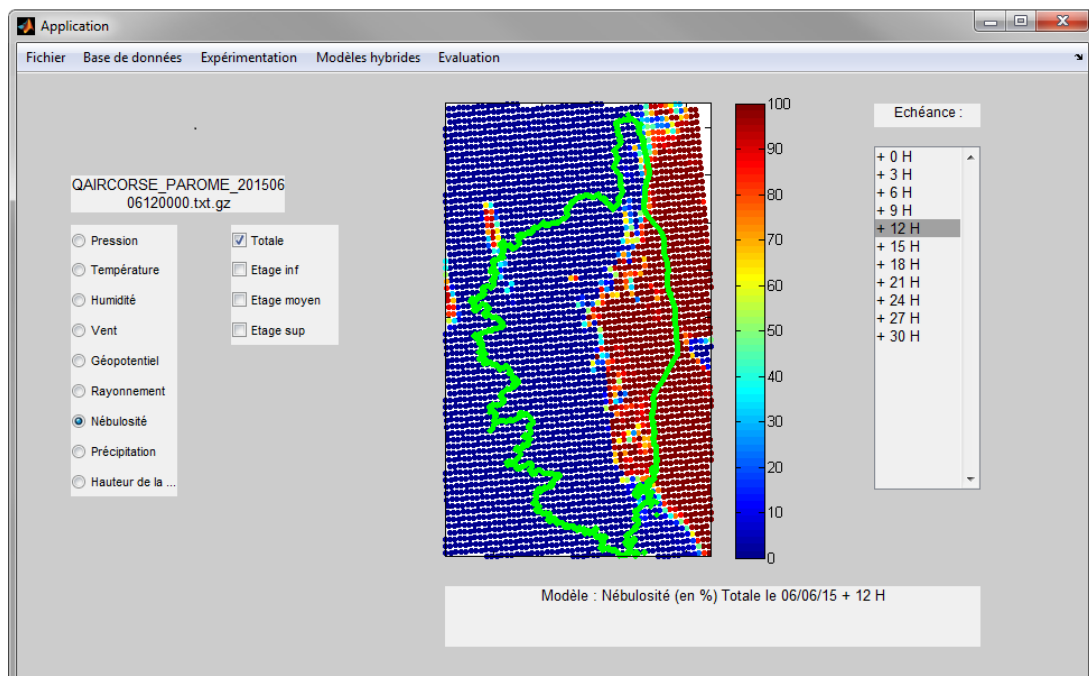 Application
Fichier Base de données Expérimentation Modèles hybrides Evaluation
QAIRCORSE_PAROME_201506
06120000.txt.gz
Pression
Température
Humidité
Vent
Géopotentiel
Rayonnement
Nébulosité
Précipitation
Hauteur de la ...
Totale
Etage inf
Etage moyen
Etage sup
100
90
80
70
60
50
40
30
20
10
0
Echéance :
+ 0 H
+ 3 H
+ 6 H
+ 9 H
+ 12 H
+ 15 H
+ 18 H
+ 21 H
+ 24 H
+ 27 H
+ 30 H
Modèle : Nébulosité (en %) Totale le 06/06/15 + 12 H